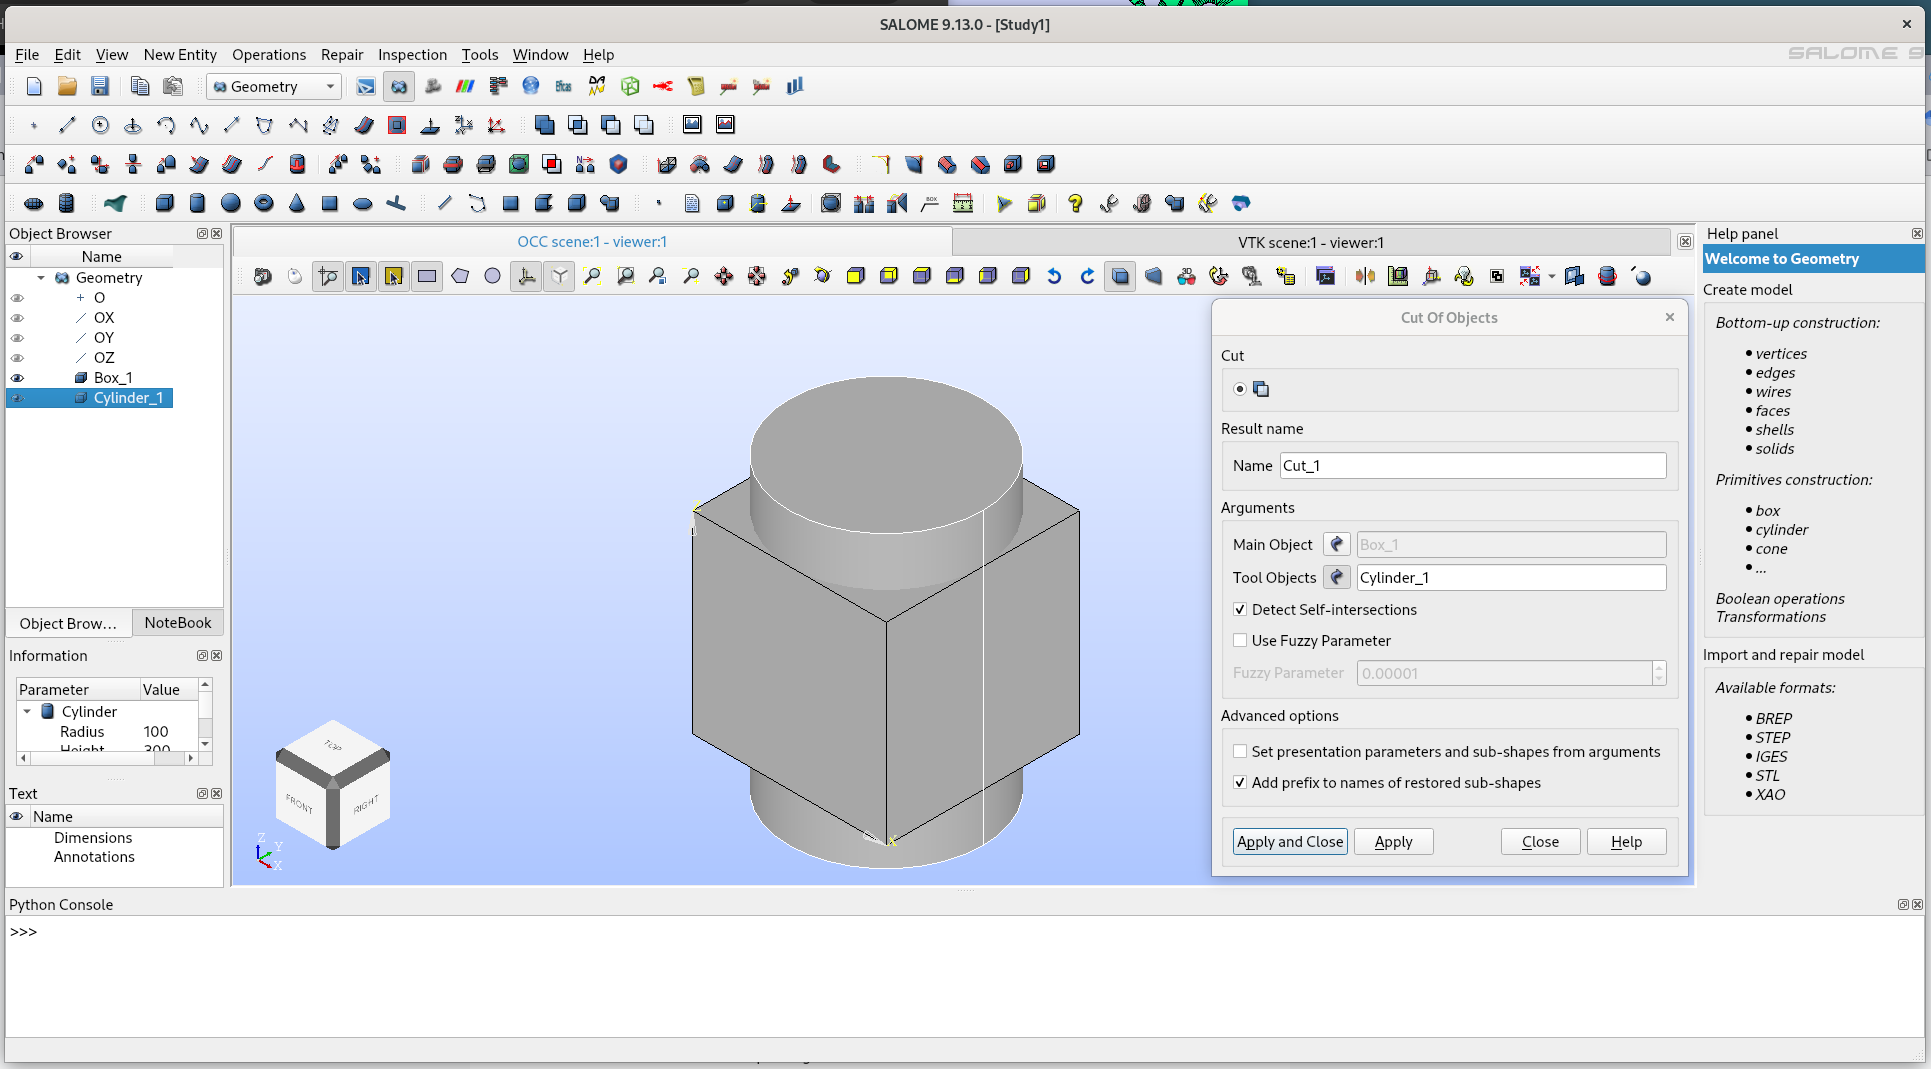 SALOME 9.13.0 - [Study1]
File Edit View New Entity Operations Repair Inspection Tools Window Help
SALOME 9
Geometry
Object Browser
Name
Geometry
O
OX
OY
OZ
Box_1
Cylinder_1
Object Brow...
NoteBook
Information
Parameter Value
Cylinder
Radius 100
Height 300
Text
Name
Dimensions
Annotations
OCC scene:1 - viewer:1
VTK scene:1 - viewer:1
Z
X
TOP
FRONT
RIGHT
Z
Y
X
Cut Of Objects
Cut
Result name
Name Cut_1
Arguments
Main Object Box_1
Tool Objects Cylinder_1
Detect Self-intersections
Use Fuzzy Parameter
Fuzzy Parameter 0.00001
Advanced options
Set presentation parameters and sub-shapes from arguments
Add prefix to names of restored sub-shapes
Apply and Close
Apply
Close
Help
Help panel
Welcome to Geometry
Create model
Bottom-up construction:
vertices
edges
wires
faces
shells
solids
Primitives construction:
box
cylinder
cone
...
Boolean operations
Transformations
Import and repair model
Available formats:
BREP
STEP
IGES
STL
XAO
Python Console
>>>